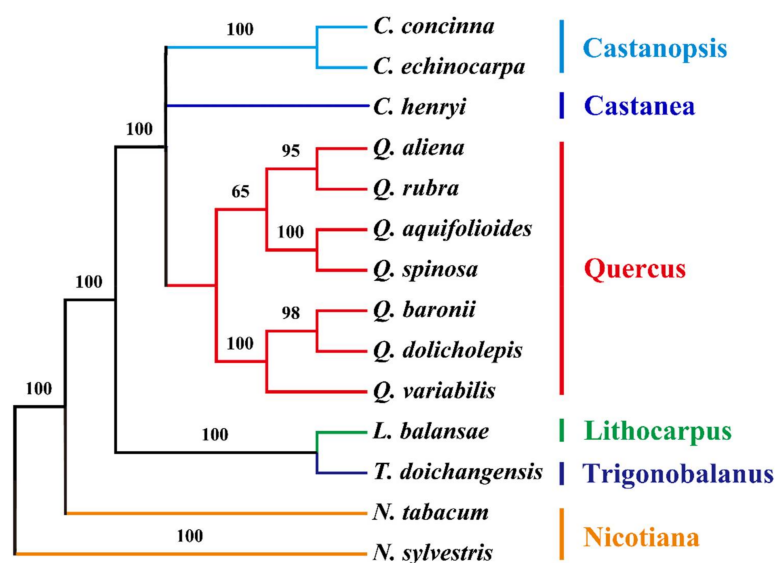 100
C. concinna
C. echinocarpa
Castanopsis
C. henryi
Castanea
100
95
Q. aliena
Q. rubra
65
100
Q. aquifolioides
Q. spinosa
Quercus
100
98
Q. baronii
Q. dolicholepis
100
Q. variabilis
100
100
L. balansae
Lithocarpus
T. doichangensis
Trigonobalanus
N. tabacum
100
N. sylvestris
Nicotiana